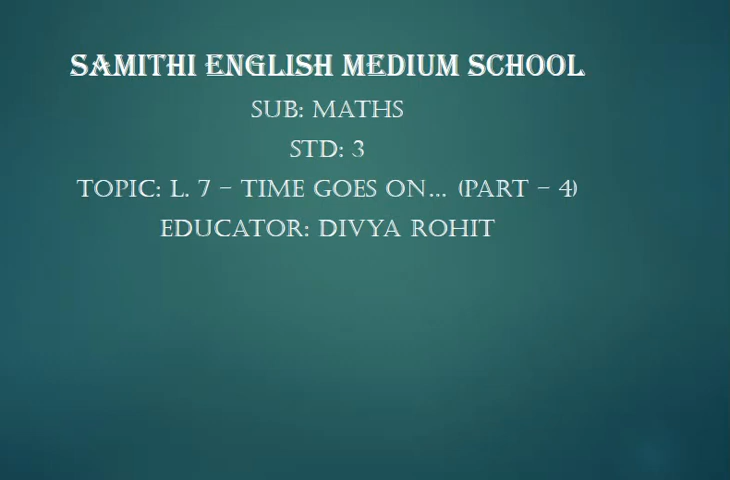 SAMITHI ENGLISH MEDIUM SCHOOL
SUB: MATHS
STD: 3
TOPIC: L. 7 – TIME GOES ON... (PART – 4)
EDUCATOR: DIVYA ROHIT